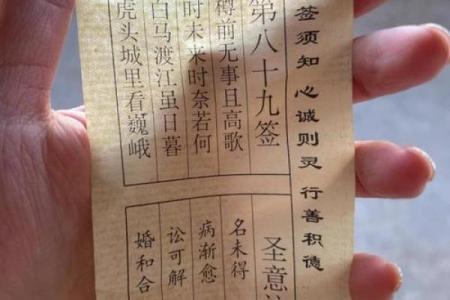 签须知 心诚则灵 行善积德
第八十九签
樽前无事且高歌
时未来时奈若何
白马渡江虽日暮
虎头城里看巍峨
圣意
名未得
病渐愈
讼可解
婚和合